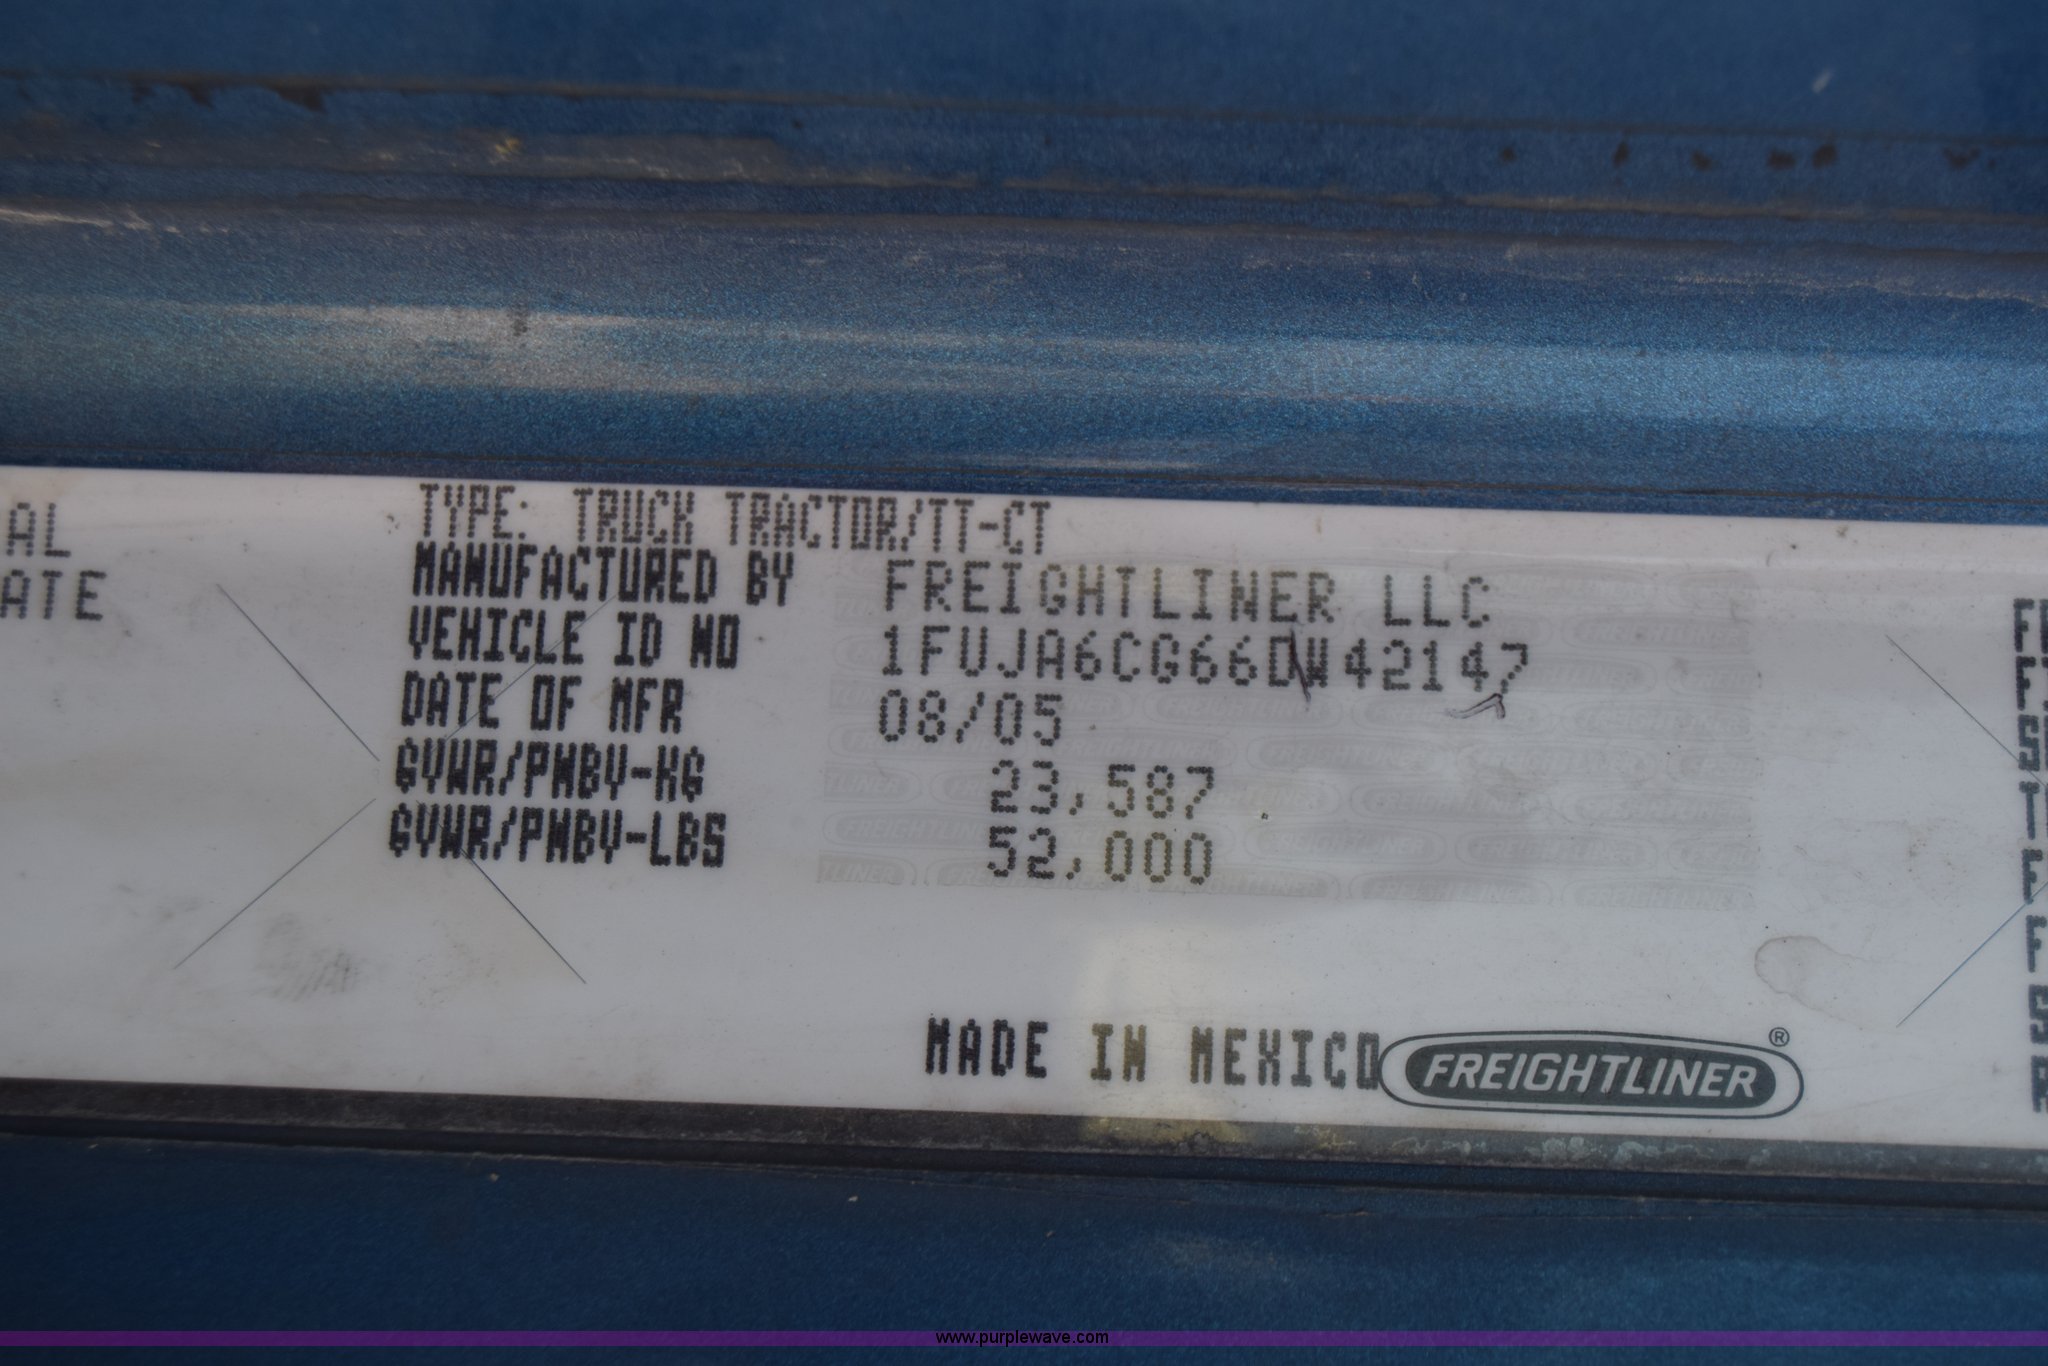 AL
ATE
TYPE: TRUCK TRACTOR/TT-CT
MANUFACTURED BY FREIGHTLINER LLC
VEHICLE ID NO 1FUJA6CG66DW42147
DATE OF MFR 08/05
GVWR/PNBV-KG 23,587
GVWR/PNBV-LBS 52,000
MADE IN MEXICO FREIGHTLINER ®
www.purplewave.com